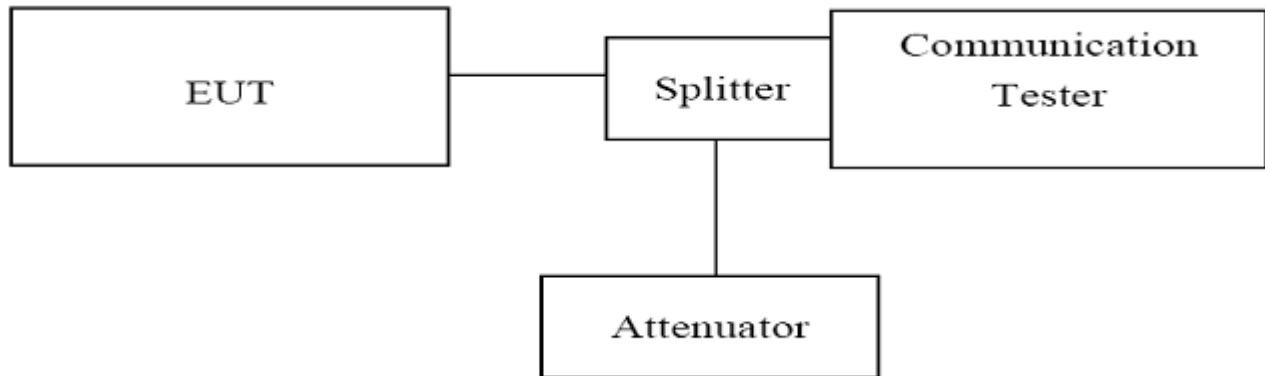 EUT
Splitter
Communication
Tester
Attenuator